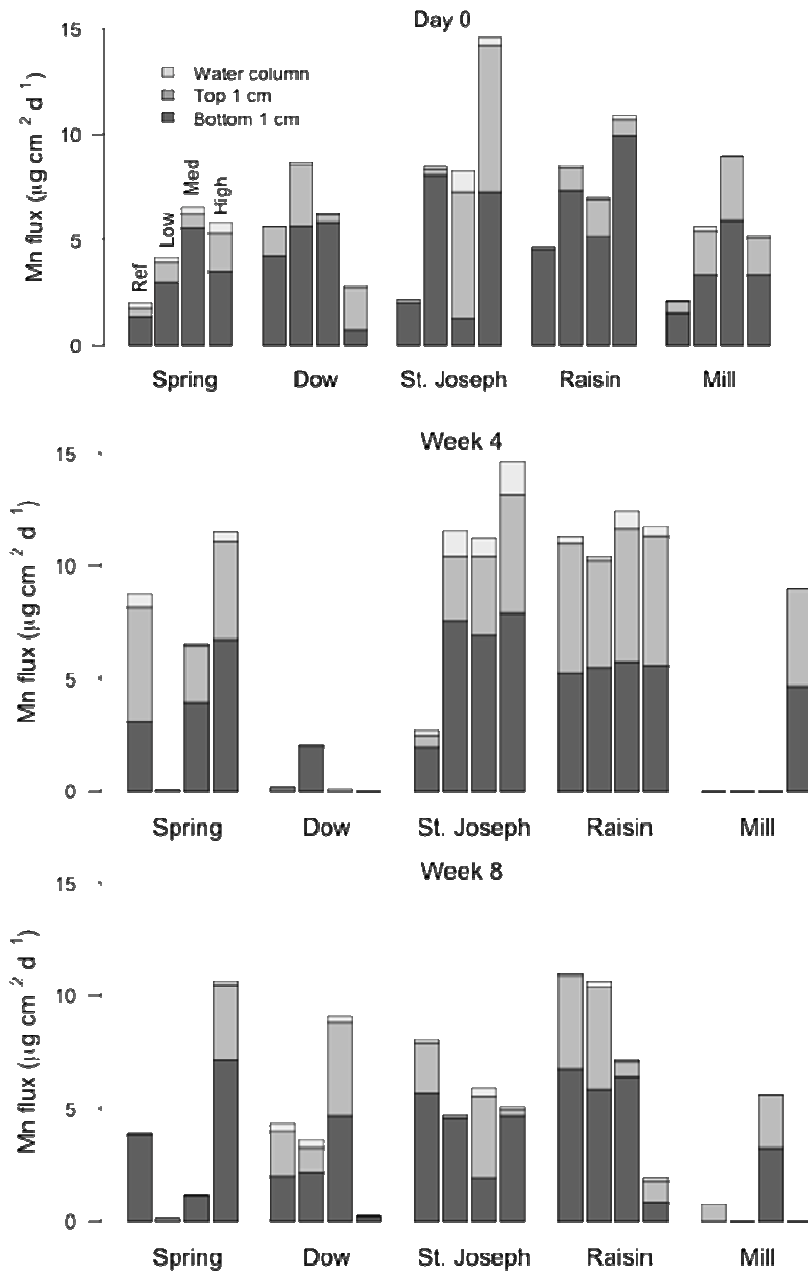 Day 0
15
10
5
0
Mn flux (µg cm 2 d 1)
Water column
Top 1 cm
Bottom 1 cm
Ref
Low
Med
High
Spring Dow St. Joseph Raisin Mill
Week 4
15
10
5
0
Mn flux (µg cm 2 d 1)
Spring Dow St. Joseph Raisin Mill
Week 8
15
10
5
0
Mn flux (µg cm 2 d 1)
Spring Dow St. Joseph Raisin Mill